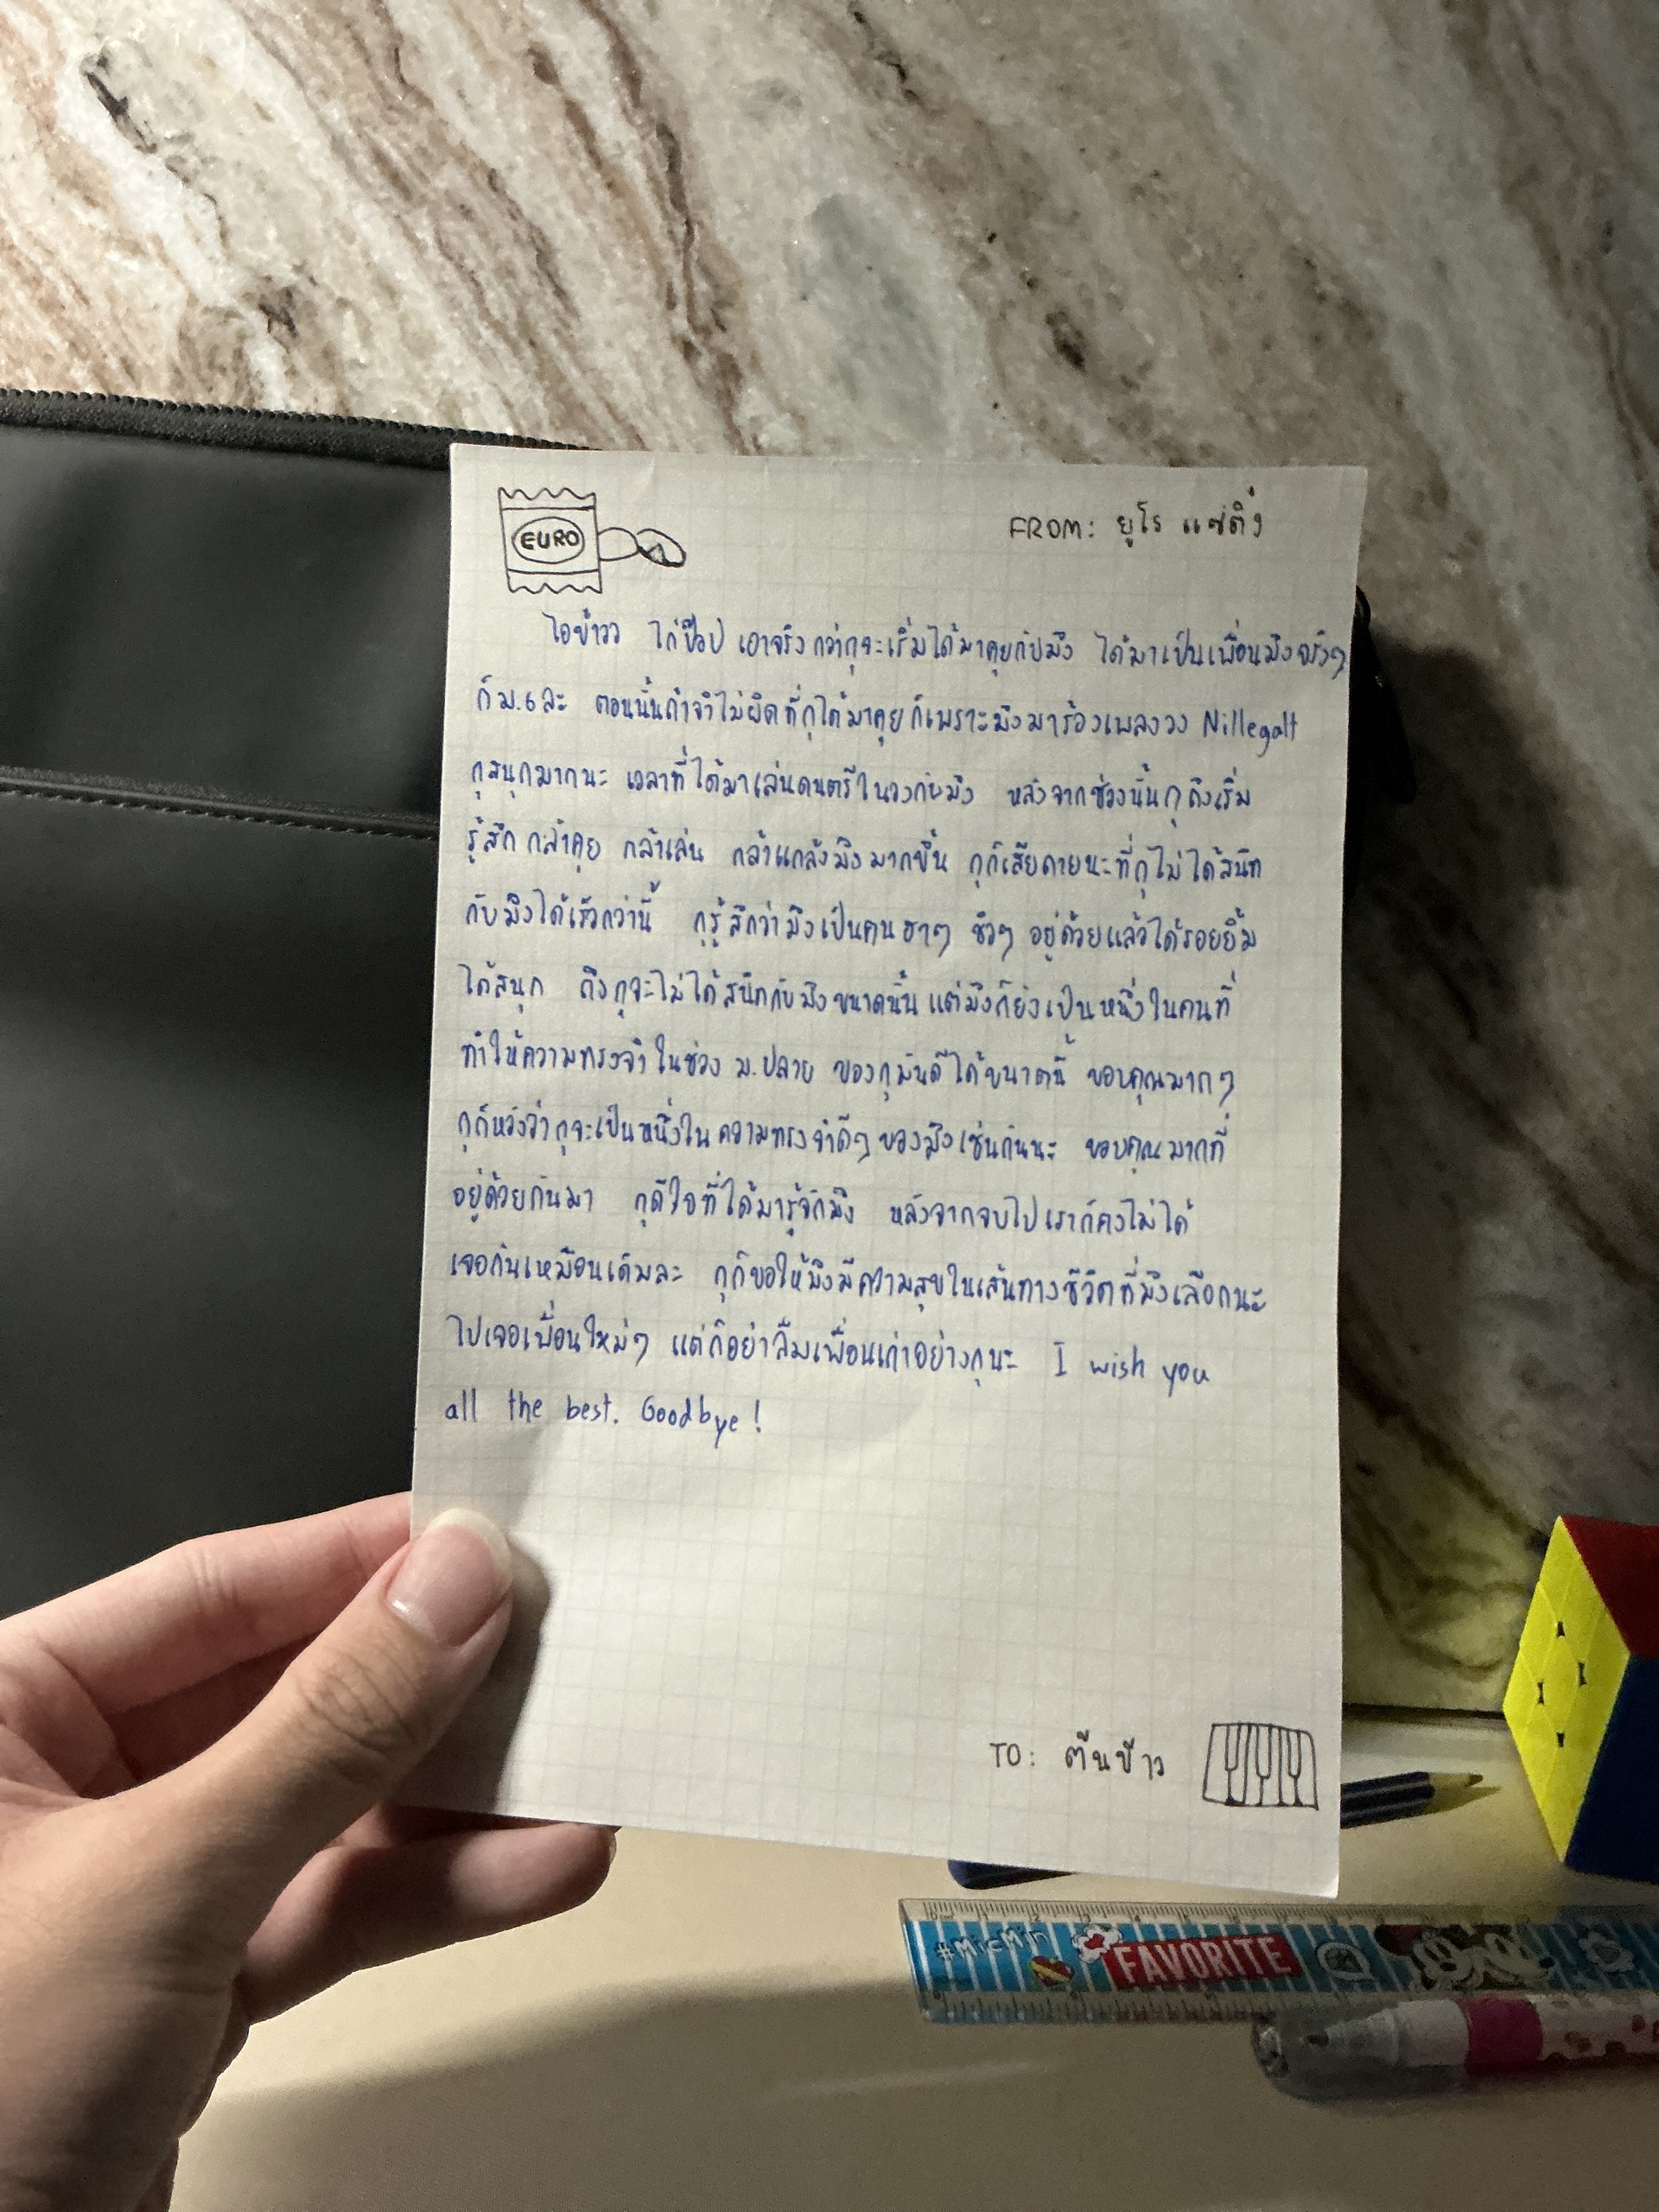 EURO
FROM: ยูโร แซ่ติ่ง
ไอข้าวว ไก่ป๊อป เอาจริงกว่ากูจะเริ่มได้มาคุยกับมึง ได้มาเป็นเพื่อนมึงจริงๆ
ก็ ม.6 ละ ตอนนั้นถ้าจำไม่ผิดที่กูได้มาคุยก็เพราะมึงมาร้องเพลงวง Nillegalt
กูสนุกมากนะ เวลาที่ได้มาเล่นดนตรีในวงกับมึง หลังจากช่วงนั้นกูถึงเริ่ม
รู้สึก กล้าคุย กล้าเล่น กล้าแกล้งมึงมากขึ้น กูก็เสียดายนะที่กูไม่ได้สนิท
กับมึงได้เร็วกว่านี้ กูรู้สึกว่ามึงเป็นคนฮาๆ ชิวๆ อยู่ด้วยแล้วได้รอยยิ้ม
ได้สนุก ถึงกูจะไม่ได้สนิทกับมึงขนาดนั้น แต่มึงก็ยังเป็นหนึ่งในคนที่
ทำให้ความทรงจำในช่วง ม.ปลาย ของกูมันดีได้ขนาดนี้ ขอบคุณมากๆ
กูก็หวังว่ากูจะเป็นหนึ่งในความทรงจำดีๆของมึงเช่นกันนะ ขอบคุณมากที่
อยู่ด้วยกันมา กูดีใจที่ได้มารู้จักมึง หลังจากจบไปเราก็คงไม่ได้
เจอกันเหมือนเดิมละ กูก็ขอให้มึงมีความสุขในเส้นทางชีวิตที่มึงเลือกนะ
ไปเจอเพื่อนใหม่ๆ แต่ก็อย่าลืมเพื่อนเก่าอย่างกูนะ I wish you
all the best. Goodbye!
TO: ต้นข้าว
#MicMin
FAVORITE